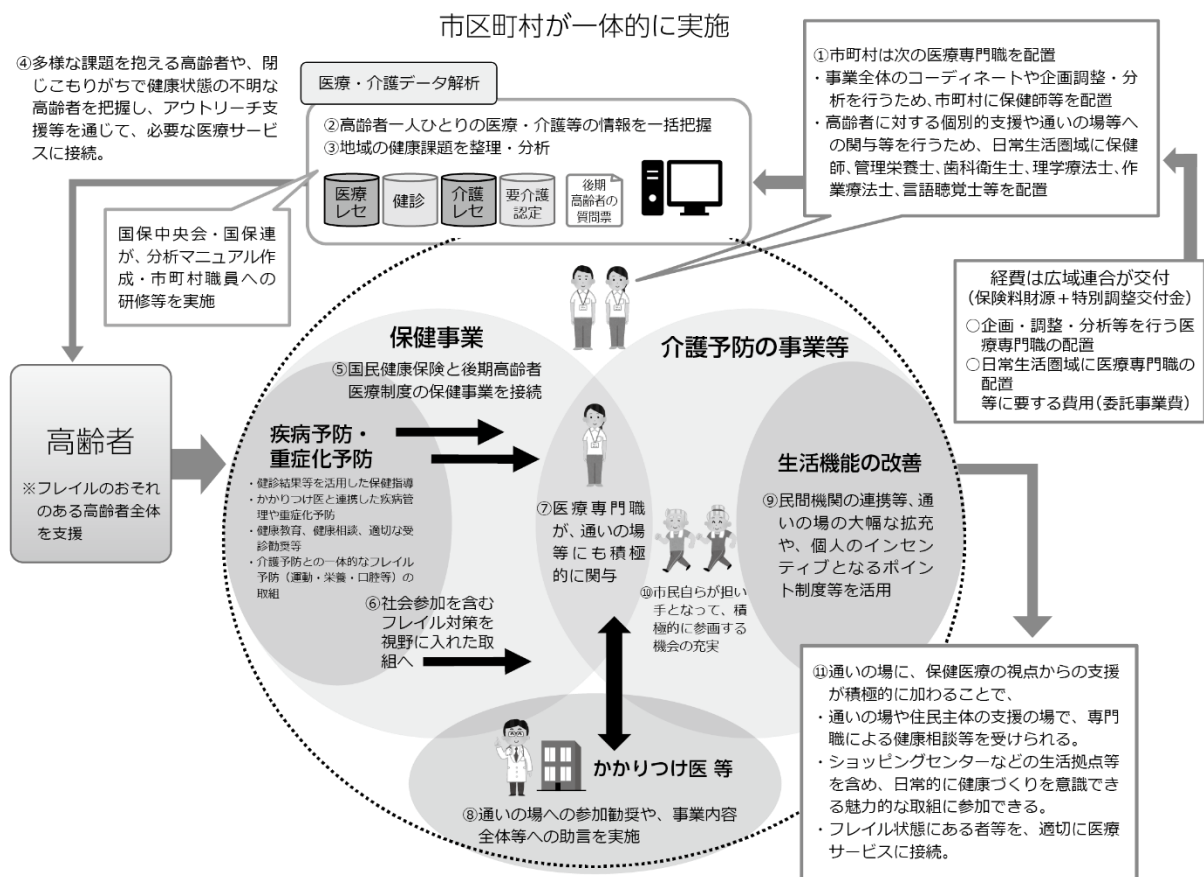 市区町村が一体的に実施
④多様な課題を抱える高齢者や、閉
じこもりがちで健康状態の不明な
高齢者を把握し、アウトリーチ支
援等を通じて、必要な医療サービ
スに接続。
医療・介護データ解析
②高齢者一人ひとりの医療・介護等の情報を一括把握
③地域の健康課題を整理・分析
医療
レセ
健診
介護
レセ
要介護
認定
後期
高齢者の
質問票
①市町村は次の医療専門職を配置
・事業全体のコーディネートや企画調整・分
析を行うため、市町村に保健師等を配置
・高齢者に対する個別的支援や通いの場等へ
の関与等を行うため、日常生活圏域に保健
師、管理栄養士、歯科衛生士、理学療法士、作
業療法士、言語聴覚士等を配置
国保中央会・国保連
が、分析マニュアル作
成・市町村職員への
研修等を実施
経費は広域連合が交付
（保険料財源＋特別調整交付金）
○企画・調整・分析等を行う医
療専門職の配置
○日常生活圏域に医療専門職の
配置
等に要する費用（委託事業費）
高齢者
※フレイルのおそれ
のある高齢者全体
を支援
保健事業
⑤国民健康保険と後期高齢者
医療制度の保健事業を接続
疾病予防・
重症化予防
・健診結果等を活用した保健指導
・かかりつけ医と連携した疾病管
理や重症化予防
・健康教育、健康相談、適切な受
診勧奨等
・介護予防との一体的なフレイル
予防（運動・栄養・口腔等）の
取組
⑥社会参加を含む
フレイル対策を
視野に入れた取
組へ
介護予防の事業等
⑦医療専門職
が、通いの場
等にも積極
的に関与
⑩市民自らが担い
手となって、積
極的に参画する
機会の充実
生活機能の改善
⑨民間機関の連携等、通
いの場の大幅な拡充
や、個人のインセン
ティブとなるポイン
ト制度等を活用
かかりつけ医 等
⑧通いの場への参加勧奨や、事業内容
全体等への助言を実施
⑪通いの場に、保健医療の視点からの支援
が積極的に加わることで、
・通いの場や住民主体の支援の場で、専門
職による健康相談等を受けられる。
・ショッピングセンターなどの生活拠点等
を含め、日常的に健康づくりを意識でき
る魅力的な取組に参加できる。
・フレイル状態にある者等を、適切に医療
サービスに接続。